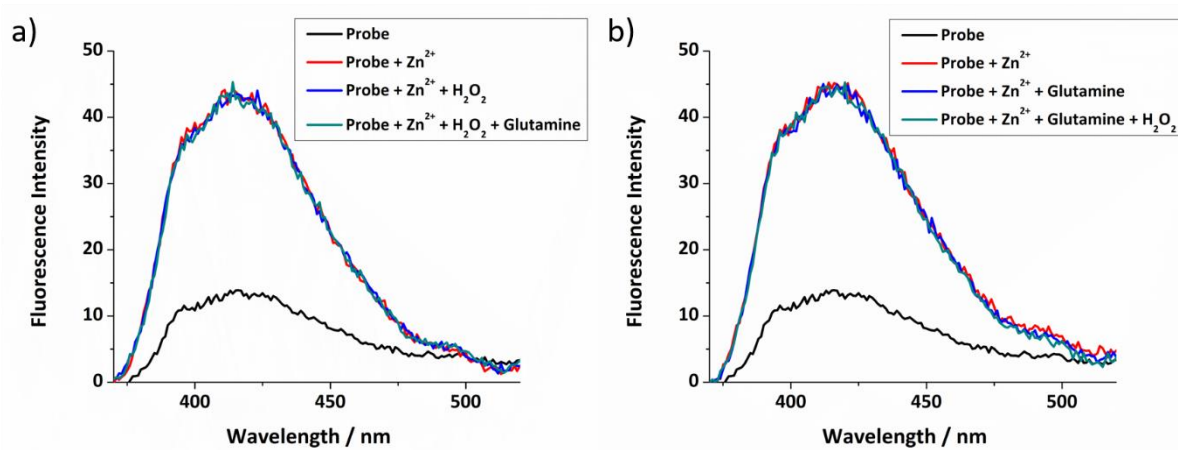 a)
Fluorescence Intensity
50
40
30
20
10
0
400
450
500
Wavelength / nm
Probe
Probe + Zn²⁺
Probe + Zn²⁺ + H₂O₂
Probe + Zn²⁺ + H₂O₂ + Glutamine
b)
Fluorescence Intensity
50
40
30
20
10
0
400
450
500
Wavelength / nm
Probe
Probe + Zn²⁺
Probe + Zn²⁺ + Glutamine
Probe + Zn²⁺ + Glutamine + H₂O₂